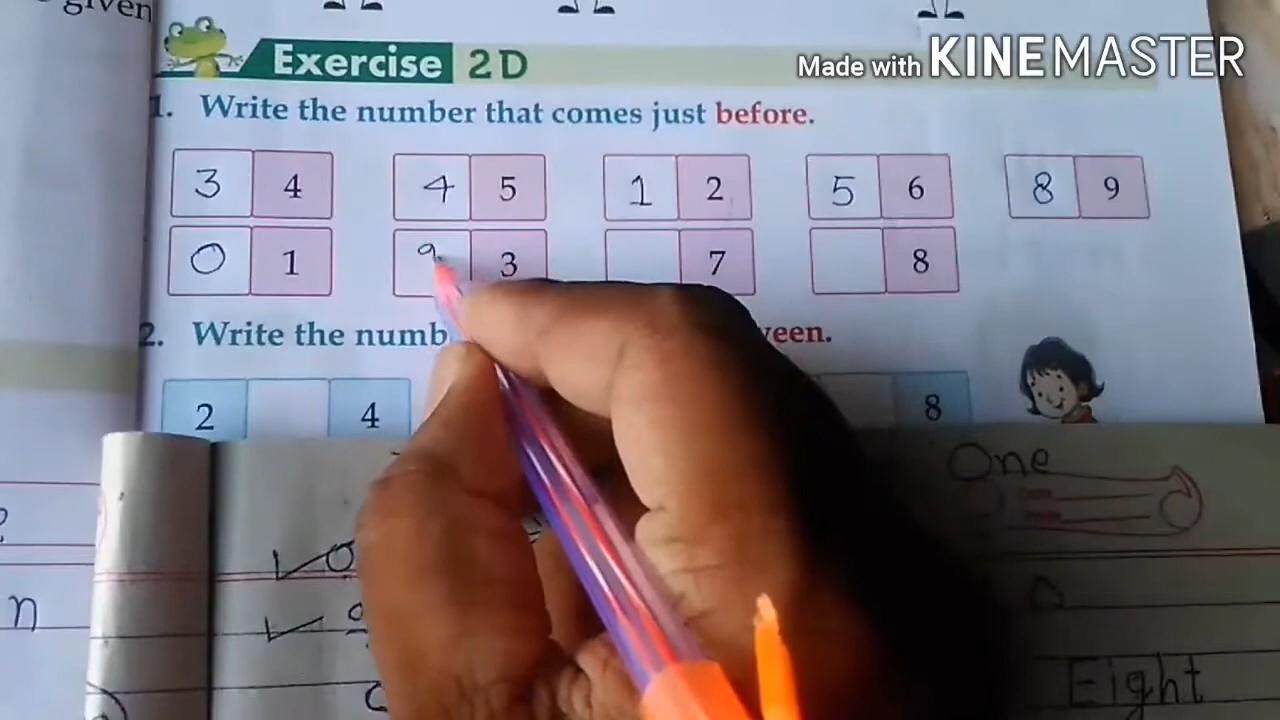 given
Made with KINEMASTER
Exercise 2D
1. Write the number that comes just before.
3 4 4 5 1 2 5 6 8 9
0 1 3 7 8
2. Write the numb ween.
2 4 8
One
n
Eight